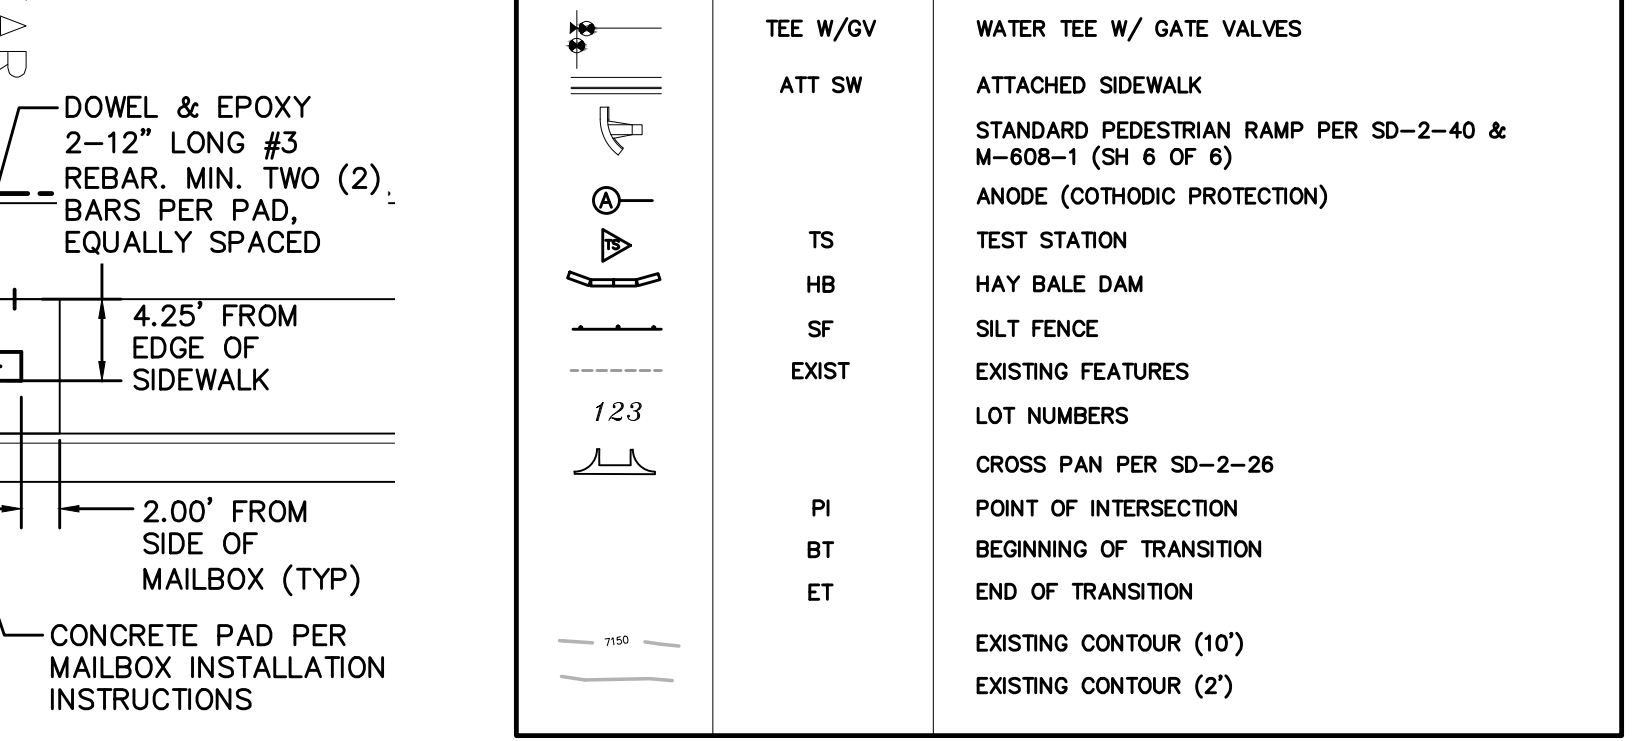 A
R
DOWEL & EPOXY
2-12" LONG #3
REBAR. MIN. TWO (2)
BARS PER PAD,
EQUALLY SPACED
4.25' FROM
EDGE OF
SIDEWALK
2.00' FROM
SIDE OF
MAILBOX (TYP)
CONCRETE PAD PER
MAILBOX INSTALLATION
INSTRUCTIONS
TEE W/GV WATER TEE W/ GATE VALVES
ATT SW ATTACHED SIDEWALK
STANDARD PEDESTRIAN RAMP PER SD-2-40 &
M-608-1 (SH 6 OF 6)
A ANODE (COTHODIC PROTECTION)
TS TS TEST STATION
HB HAY BALE DAM
SF SILT FENCE
EXIST EXISTING FEATURES
123 LOT NUMBERS
CROSS PAN PER SD-2-26
PI POINT OF INTERSECTION
BT BEGINNING OF TRANSITION
ET END OF TRANSITION
7150 EXISTING CONTOUR (10')
EXISTING CONTOUR (2')